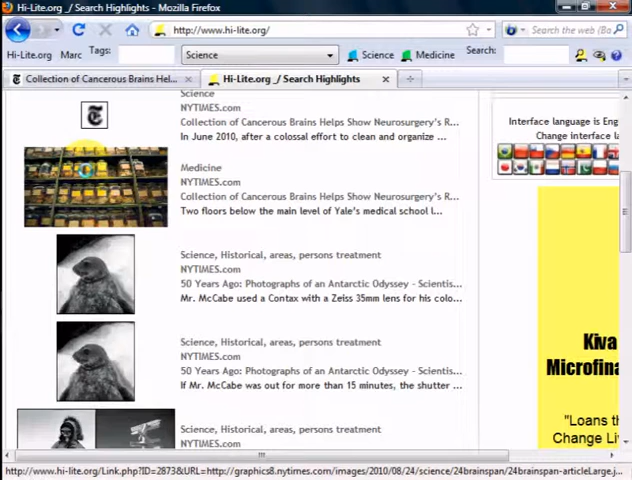 Hi-Lite.org _/ Search Highlights - Mozilla Firefox
http://www.hi-lite.org/
Search the web (Ba
Hi-Lite.org Marc Tags: Science Science Medicine Search:
Collection of Cancerous Brains Hel...
Hi-Lite.org _/ Search Highlights
Science
NYTIMES.com
Collection of Cancerous Brains Helps Show Neurosurgery's R...
In June 2010, after a colossal effort to clean and organize ...
Medicine
NYTIMES.com
Collection of Cancerous Brains Helps Show Neurosurgery's R...
Two floors below the main level of Yale's medical school l...
Science, Historical, areas, persons treatment
NYTIMES.com
50 Years Ago: Photographs of an Antarctic Odyssey - Scientis...
Mr. McCabe used a Contax with a Zeiss 35mm lens for his colo...
Science, Historical, areas, persons treatment
NYTIMES.com
50 Years Ago: Photographs of an Antarctic Odyssey - Scientis...
If Mr. McCabe was out for more than 15 minutes, the shutter ...
Science, Historical, areas, persons treatment
NYTIMES.com
Interface language is Eng
Change interface la
Kiva
Microfina
"Loans th
Change Liv
http://www.hi-lite.org/Link.php?ID=2873&URL=http://graphics8.nytimes.com/images/2010/08/24/science/24brainspan/24brainspan-articleLarge.j...